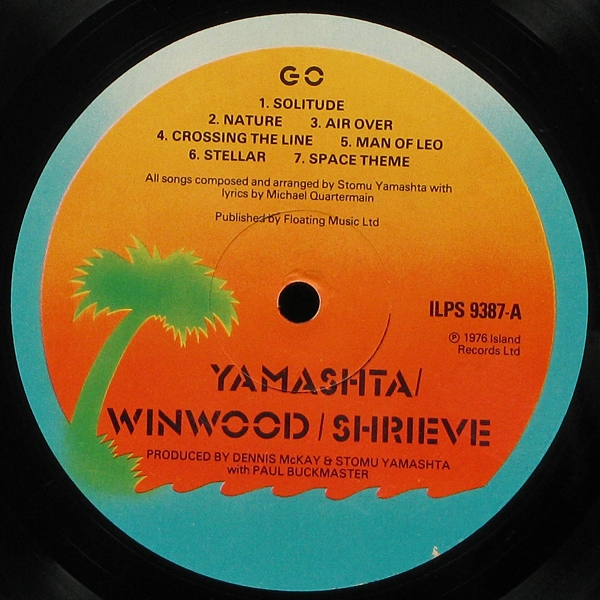 GO
1. SOLITUDE
2. NATURE 3. AIR OVER
4. CROSSING THE LINE 5. MAN OF LEO
6. STELLAR 7. SPACE THEME
All songs composed and arranged by Stomu Yamashta with
lyrics by Michael Quartermain
Published by Floating Music Ltd
ILPS 9387-A
℗ 1976 Island
Records Ltd
YAMASHTA/
WINWOOD / SHRIEVE
PRODUCED BY DENNIS McKAY & STOMU YAMASHTA
with PAUL BUCKMASTER